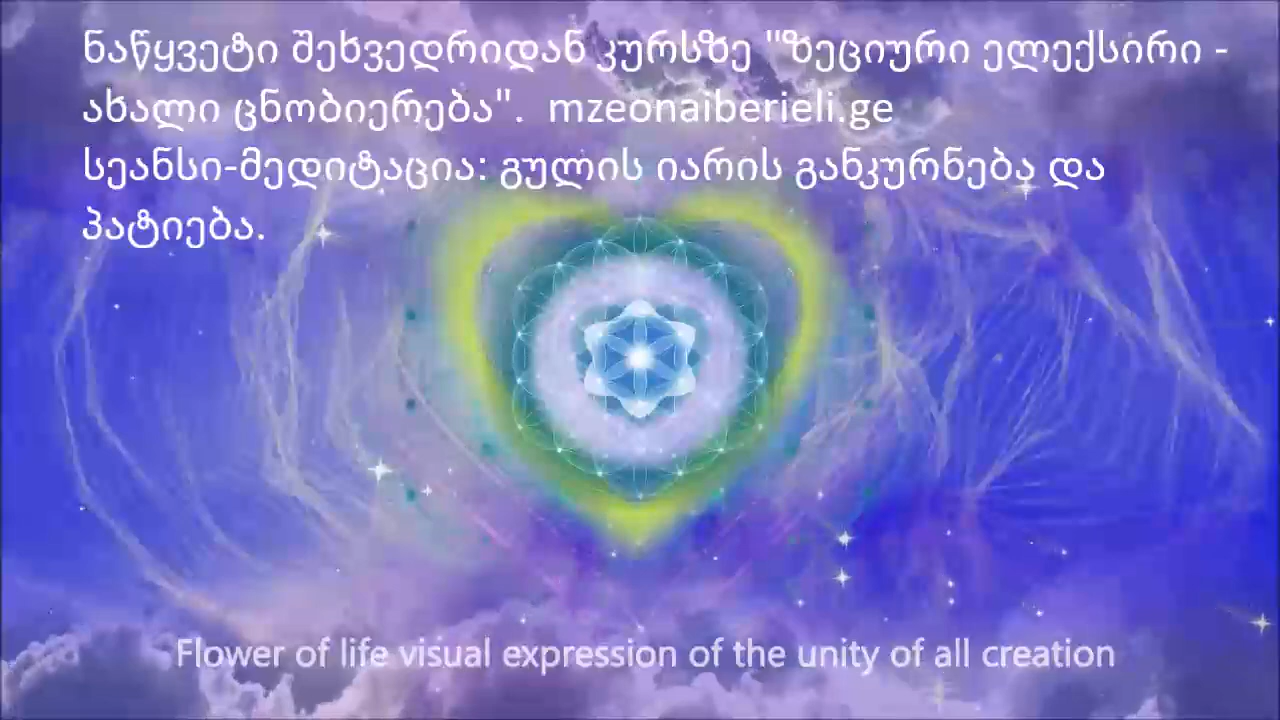 ნაწყვეტი შეხვედრიდან კურსზე "ზეციური ელექსირი -
ახალი ცნობიერება".  mzeonaiberieli.ge
სეანსი-მედიტაცია: გულის იარის განკურნება და
პატიება.
Flower of life visual expression of the unity of all creation